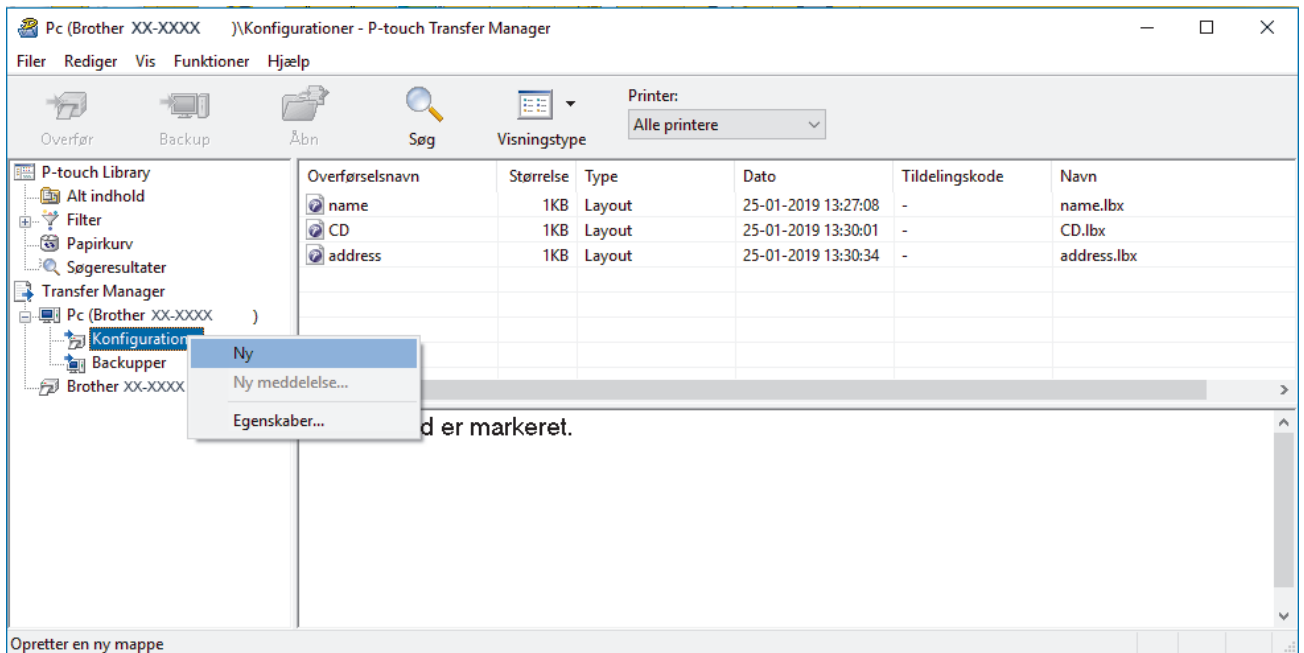 Pc (Brother XX-XXXX )\Konfigurationer - P-touch Transfer Manager
Filer Rediger Vis Funktioner Hjælp
Overfør Backup Åbn Søg Visningstype
Printer:
Alle printere
P-touch Library
Alt indhold
Filter
Papirkurv
Søgeresultater
Transfer Manager
Pc (Brother XX-XXXX )
Konfiguration
Backupper
Brother XX-XXXX
Ny
Ny meddelelse...
Egenskaber...
Overførselsnavn Størrelse Type Dato Tildelingskode Navn
name 1KB Layout 25-01-2019 13:27:08 - name.lbx
CD 1KB Layout 25-01-2019 13:30:01 - CD.lbx
address 1KB Layout 25-01-2019 13:30:34 - address.lbx
d er markeret.
Opretter en ny mappe